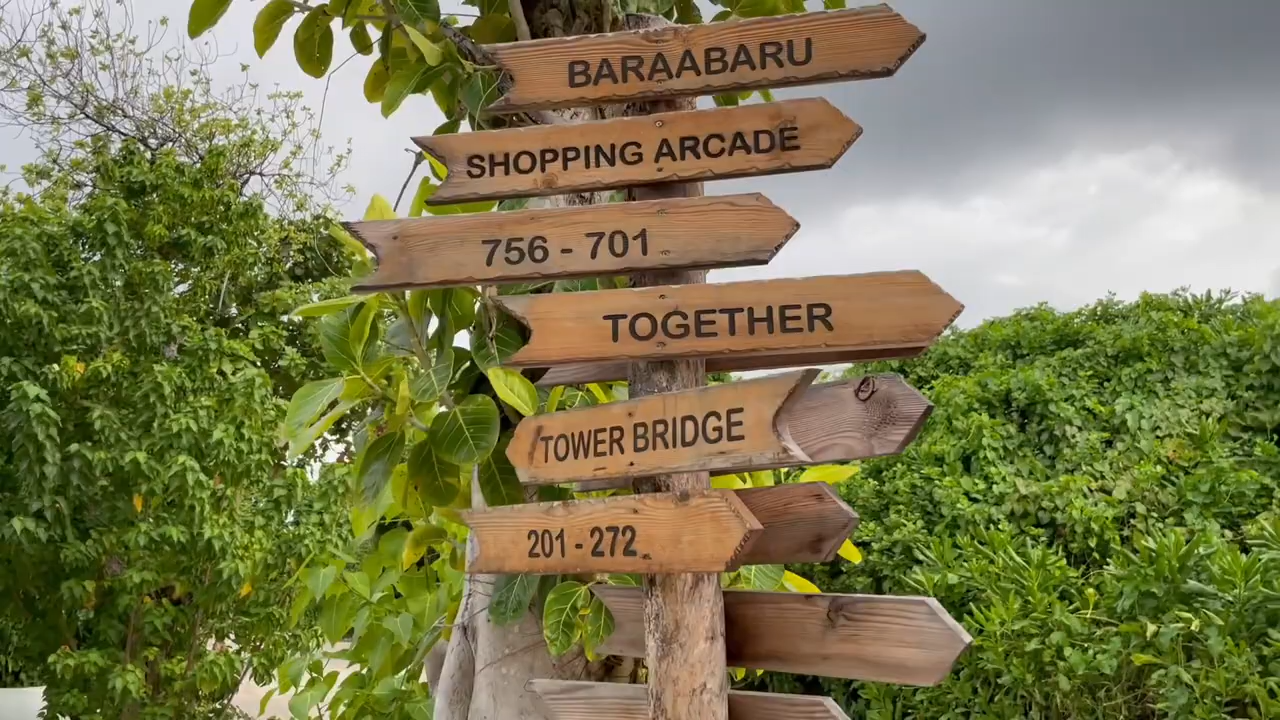 BARAABARU
SHOPPING ARCADE
756 - 701
TOGETHER
TOWER BRIDGE
201 - 272